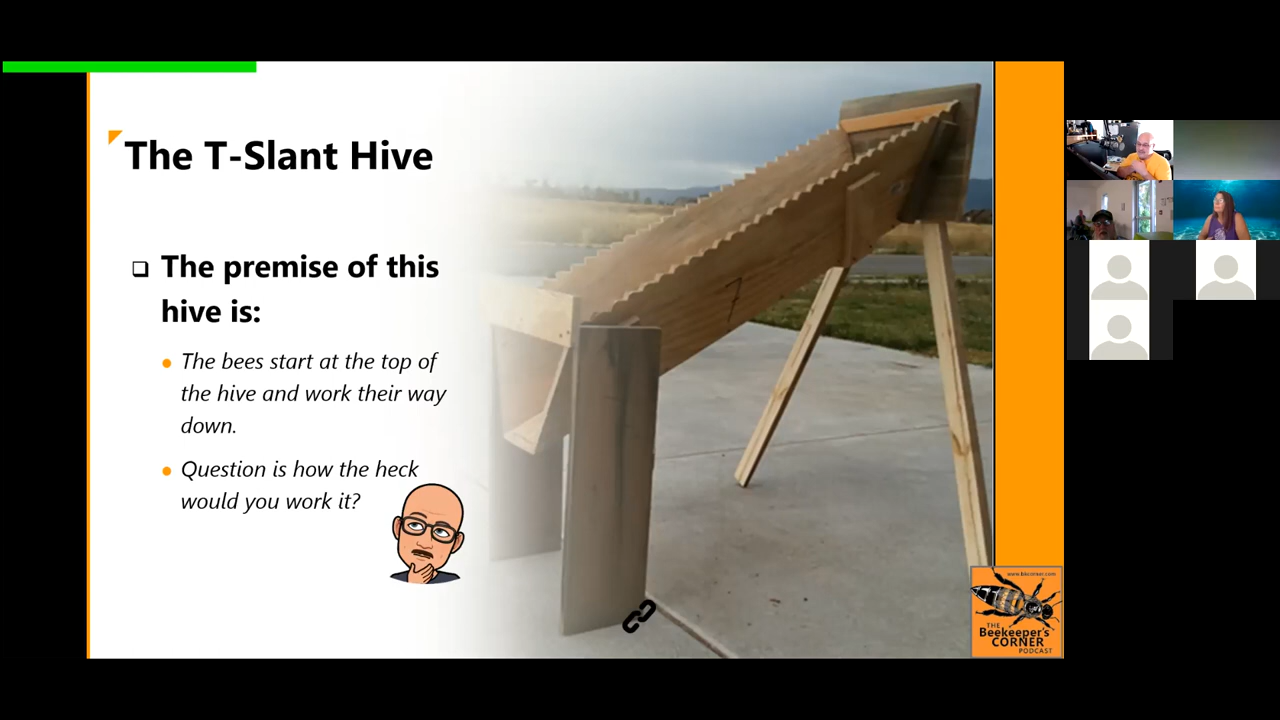 The T-Slant Hive
❑ The premise of this
hive is:
• The bees start at the top of
the hive and work their way
down.
• Question is how the heck
would you work it?
www.bkcorner.com
THE
Beekeeper's
CORNER
PODCAST